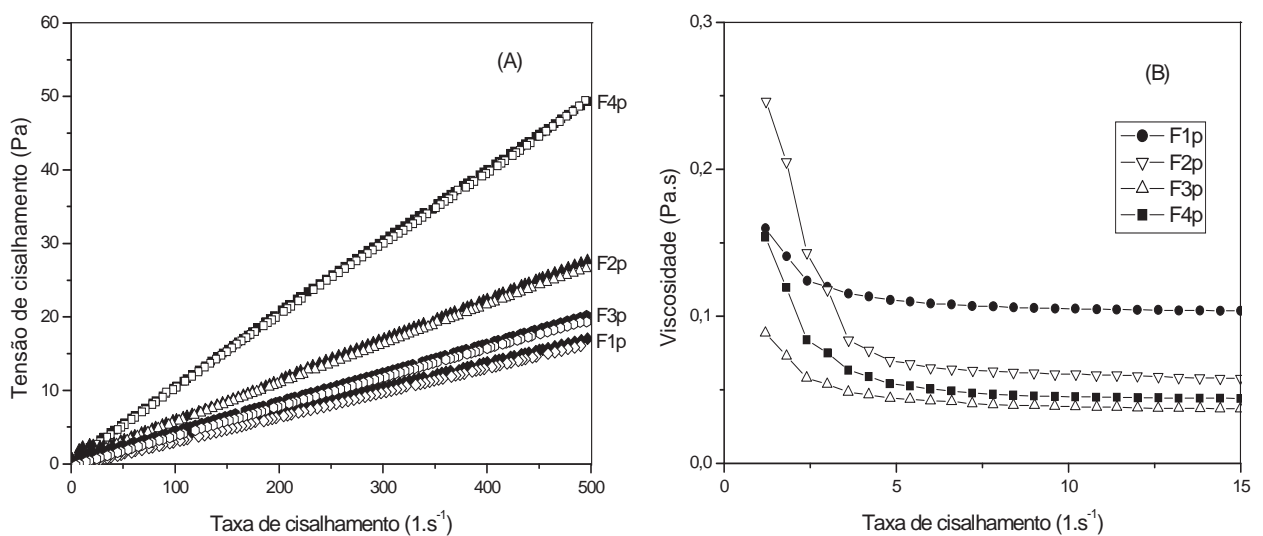 60
50
40
30
20
10
0
Tensão de cisalhamento (Pa)
(A)
F4p
F2p
F3p
F1p
0 100 200 300 400 500
Taxa de cisalhamento (1.s⁻¹)
0,3
0,2
0,1
0,0
Viscosidade (Pa.s)
(B)
F1p
F2p
F3p
F4p
0 5 10 15
Taxa de cisalhamento (1.s⁻¹)